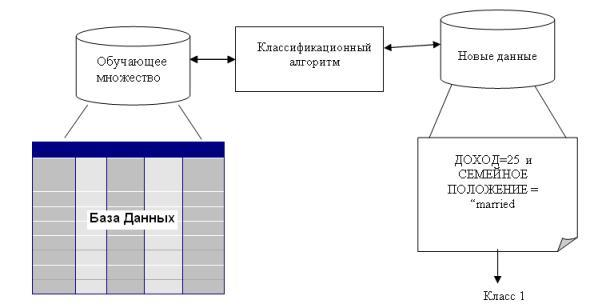 Обучающее
множество
Классификационный
алгоритм
Новые данные
База Данных
ДОХОД=25 и
СЕМЕЙНОЕ
ПОЛОЖЕНИЕ =
“married
Класс 1